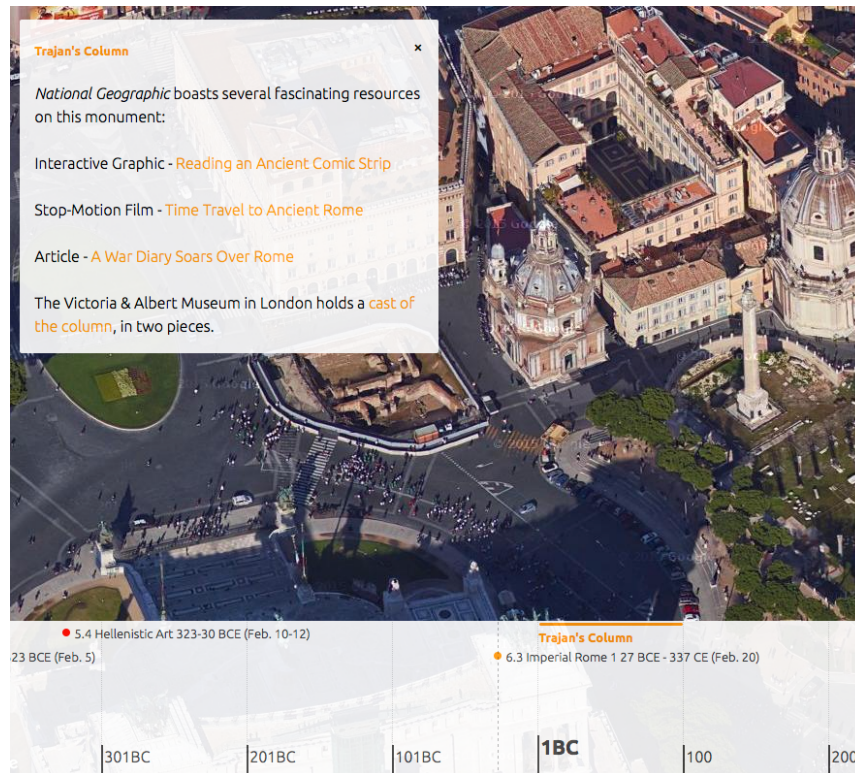 Trajan's Column
×
National Geographic boasts several fascinating resources
on this monument:
Interactive Graphic - Reading an Ancient Comic Strip
Stop-Motion Film - Time Travel to Ancient Rome
Article - A War Diary Soars Over Rome
The Victoria & Albert Museum in London holds a cast of
the column, in two pieces.
5.4 Hellenistic Art 323-30 BCE (Feb. 10-12)
Trajan's Column
23 BCE (Feb. 5)
6.3 Imperial Rome 1 27 BCE - 337 CE (Feb. 20)
301BC
201BC
101BC
1BC
100
200